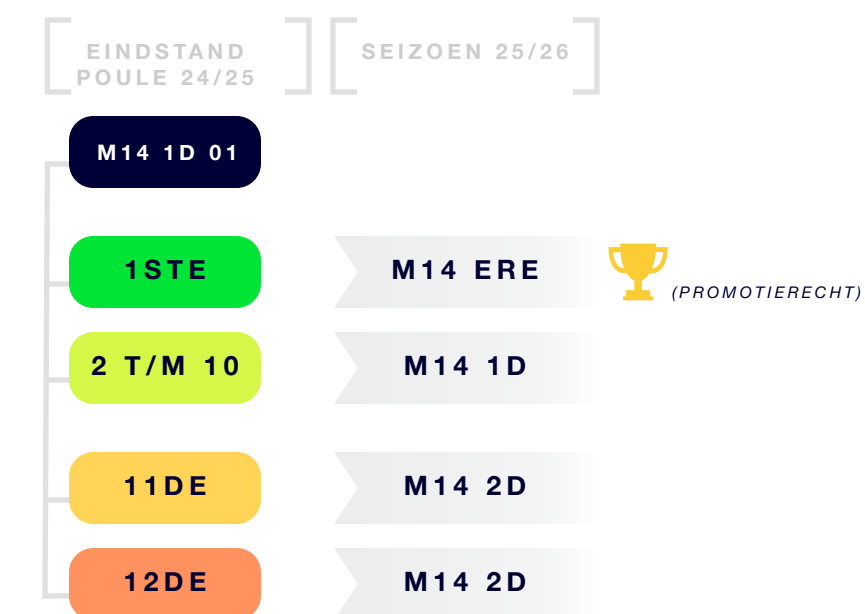 EINDSTAND
POULE 24/25
SEIZOEN 25/26
M14 1D 01
1STE
M14 ERE
(PROMOTIERECHT)
2 T/M 10
M14 1D
11DE
M14 2D
12DE
M14 2D